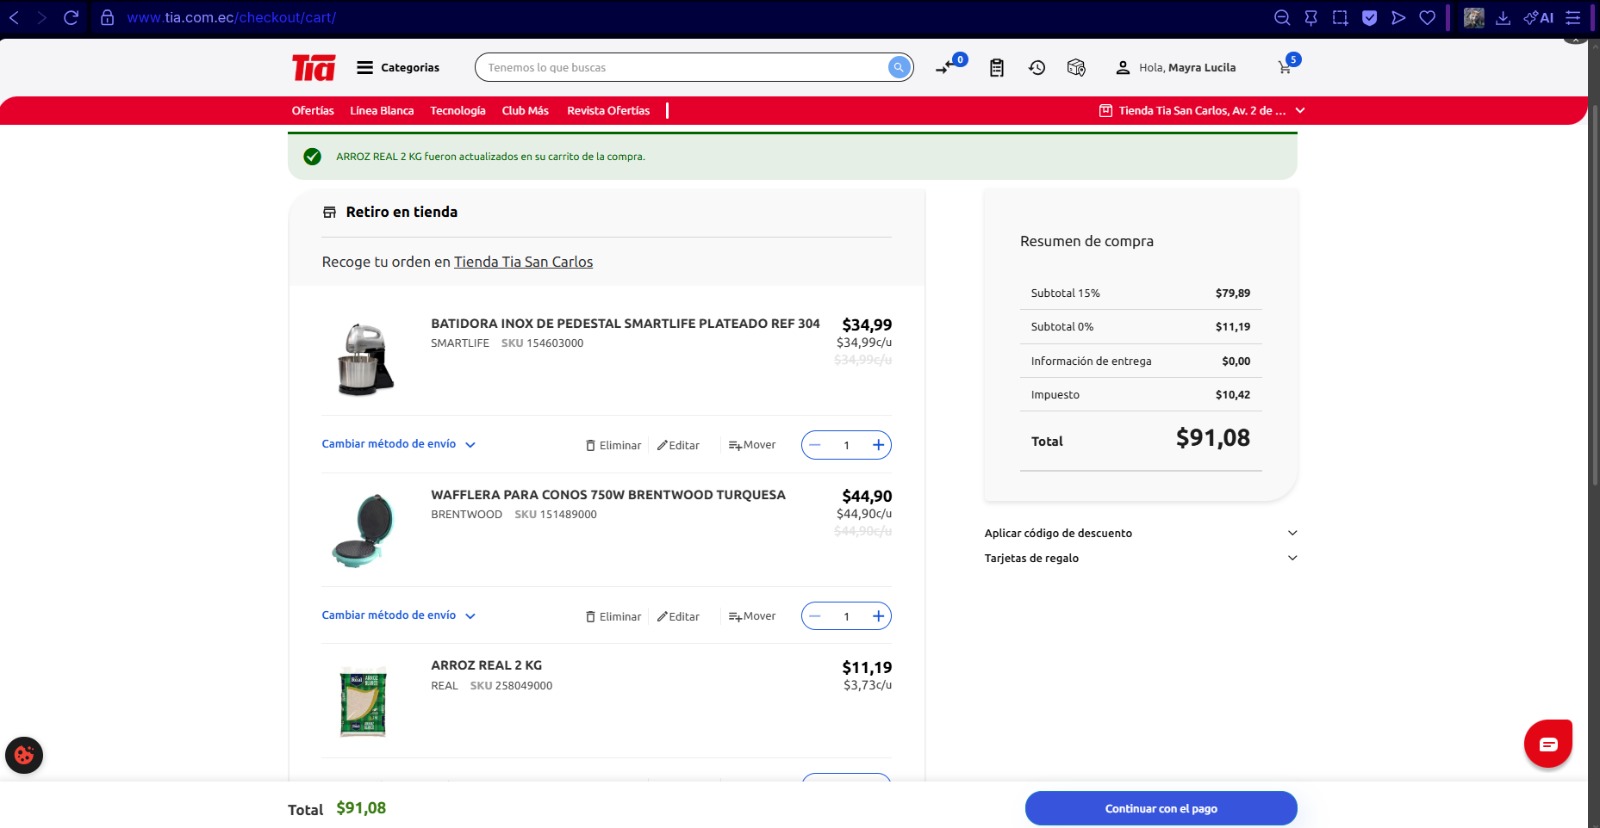 www.tia.com.ec/checkout/cart/
AI
Tía
Categorias
Tenemos lo que buscas
0
Hola, Mayra Lucila
5
Ofertías
Línea Blanca
Tecnología
Club Más
Revista Ofertías
Tienda Tia San Carlos, Av. 2 de ...
ARROZ REAL 2 KG fueron actualizados en su carrito de la compra.
Retiro en tienda
Recoge tu orden en Tienda Tia San Carlos
BATIDORA INOX DE PEDESTAL SMARTLIFE PLATEADO REF 304
$34,99
SMARTLIFE SKU 154603000
$34,99c/u
$34,99c/u
Cambiar método de envío
Eliminar
Editar
Mover
1
WAFFLERA PARA CONOS 750W BRENTWOOD TURQUESA
$44,90
BRENTWOOD SKU 151489000
$44,90c/u
$44,90c/u
Cambiar método de envío
Eliminar
Editar
Mover
1
ARROZ REAL 2 KG
$11,19
REAL SKU 258049000
$3,73c/u
Real
Resumen de compra
Subtotal 15% $79,89
Subtotal 0% $11,19
Información de entrega $0,00
Impuesto $10,42
Total $91,08
Aplicar código de descuento
Tarjetas de regalo
Total $91,08
Continuar con el pago